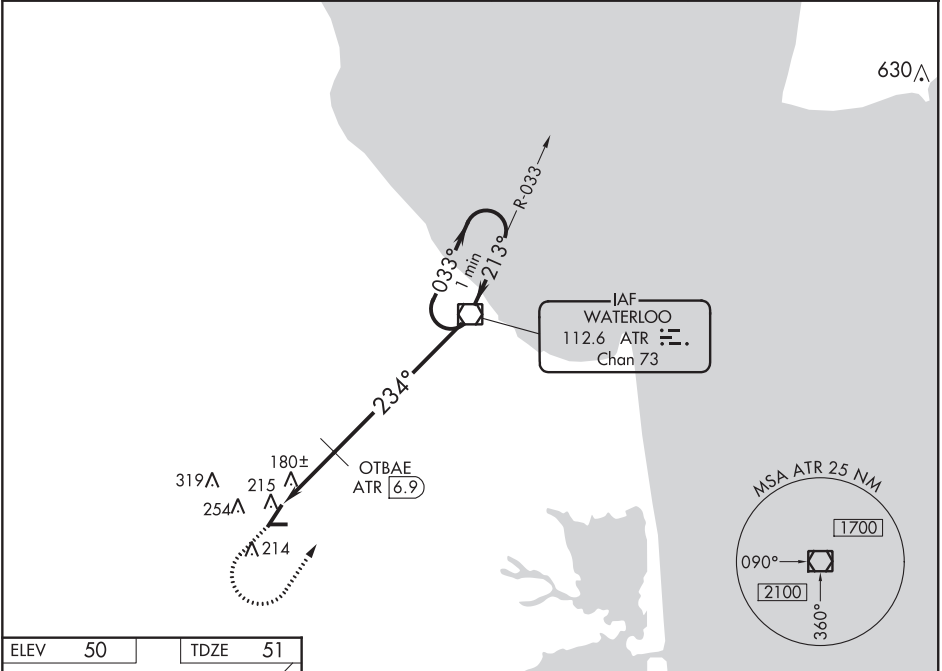 630
R-033
033°
1 min
213°
IAF
WATERLOO
112.6 ATR
Chan 73
234°
OTBAE
ATR 6.9
180±
319
215
254
214
MSA ATR 25 NM
1700
090°
2100
360°
ELEV 50
TDZE 51